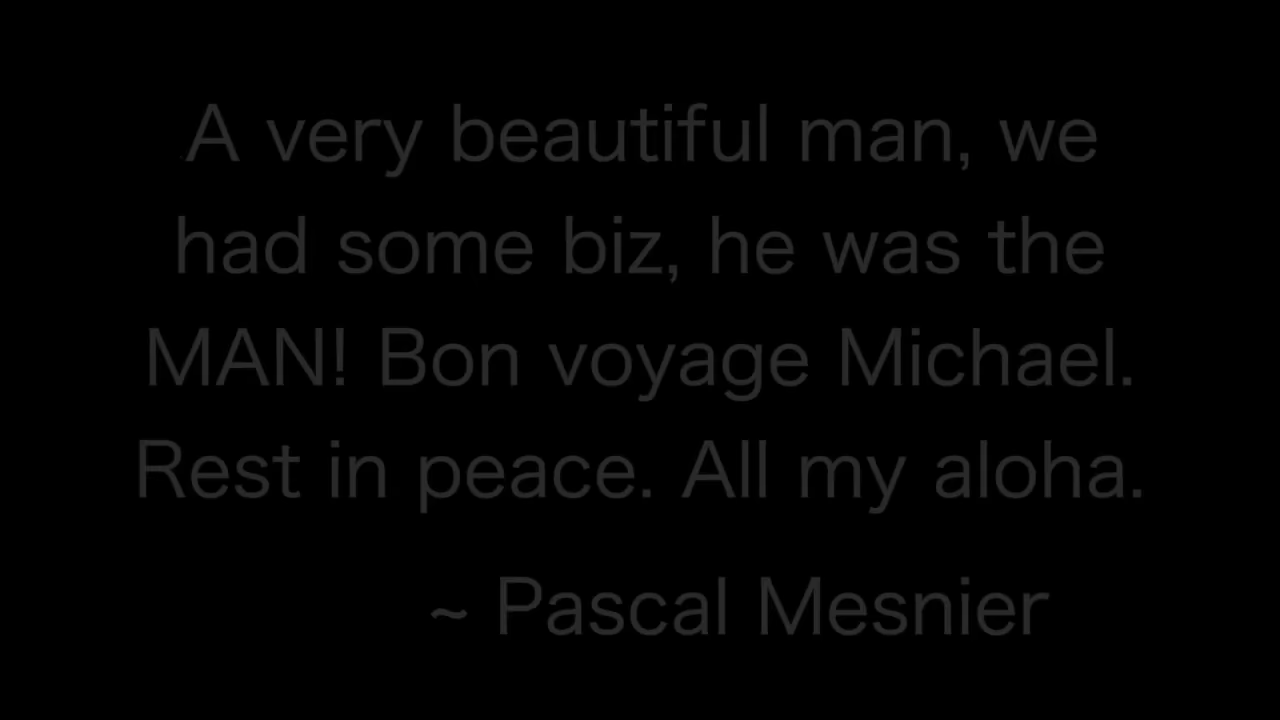 A very beautiful man, we
had some biz, he was the
MAN! Bon voyage Michael.
Rest in peace. All my aloha.
~ Pascal Mesnier